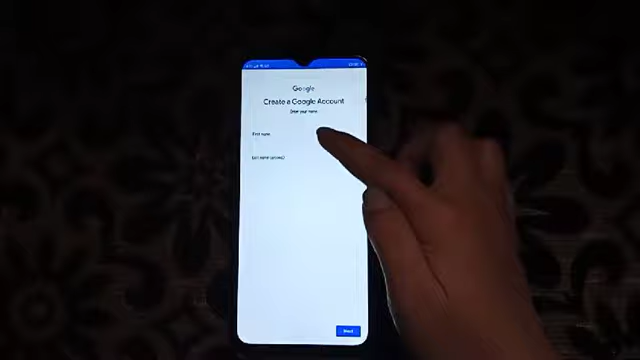 Google
Create a Google Account
Enter your name
First name
Last name (optional)
Next